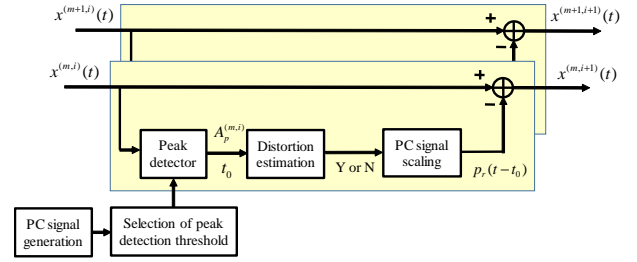 x^{(m+1,i)}(t)
+
x^{(m+1,i+1)}(t)
−
x^{(m,i)}(t)
+
x^{(m,i+1)}(t)
−
Peak
detector
A_p^{(m,i)}
t_0
Distortion
estimation
Y or N
PC signal
scaling
p_r(t−t_0)
PC signal
generation
Selection of peak
detection threshold